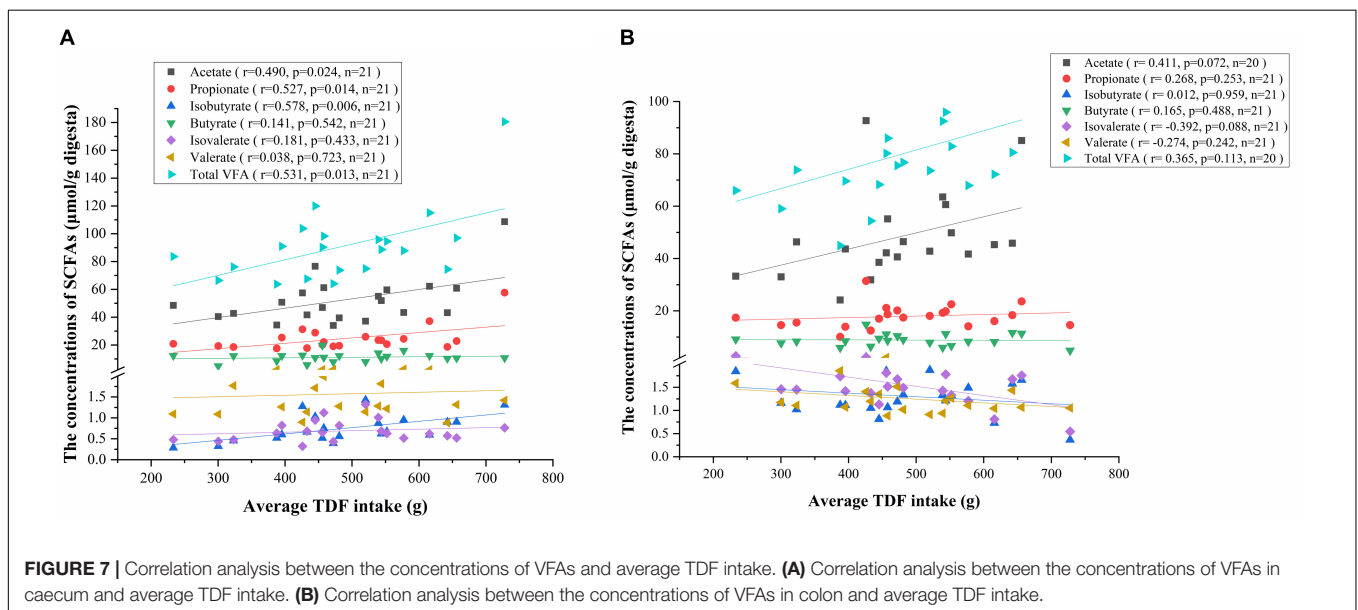 A
Acetate ( r=0.490, p=0.024, n=21 )
Propionate ( r=0.527, p=0.014, n=21 )
Isobutyrate ( r=0.578, p=0.006, n=21 )
Butyrate ( r=0.141, p=0.542, n=21 )
Isovalerate ( r=0.181, p=0.433, n=21 )
Valerate ( r=0.038, p=0.723, n=21 )
Total VFA ( r=0.531, p=0.013, n=21 )
The concentrations of SCFAs (μmol/g digesta)
180
160
140
120
100
80
60
40
20
1.5
1.0
0.5
0.0
200 300 400 500 600 700 800
Average TDF intake (g)
B
Acetate ( r= 0.411, p=0.072, n=20 )
Propionate ( r= 0.268, p=0.253, n=21 )
Isobutyrate ( r= 0.012, p=0.959, n=21 )
Butyrate ( r= 0.165, p=0.488, n=21 )
Isovalerate ( r= -0.392, p=0.088, n=21 )
Valerate ( r= -0.274, p=0.242, n=21 )
Total VFA ( r= 0.365, p=0.113, n=20 )
The concentrations of SCFAs (μmol/g digesta)
100
80
60
40
20
1.5
1.0
0.5
0.0
200 300 400 500 600 700 800
Average TDF intake (g)
FIGURE 7 | Correlation analysis between the concentrations of VFAs and average TDF intake. (A) Correlation analysis between the concentrations of VFAs in
caecum and average TDF intake. (B) Correlation analysis between the concentrations of VFAs in colon and average TDF intake.